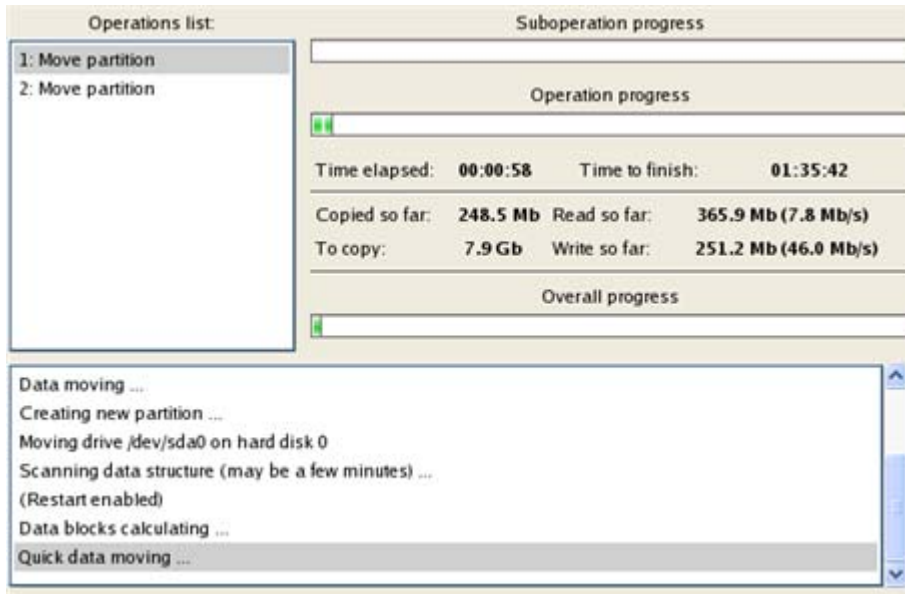 Operations list:
1: Move partition
2: Move partition
Suboperation progress
Operation progress
Time elapsed: 00:00:58 Time to finish: 01:35:42
Copied so far: 248.5 Mb Read so far: 365.9 Mb (7.8 Mb/s)
To copy: 7.9 Gb Write so far: 251.2 Mb (46.0 Mb/s)
Overall progress
Data moving ...
Creating new partition ...
Moving drive /dev/sda0 on hard disk 0
Scanning data structure (may be a few minutes) ...
(Restart enabled)
Data blocks calculating ...
Quick data moving ...